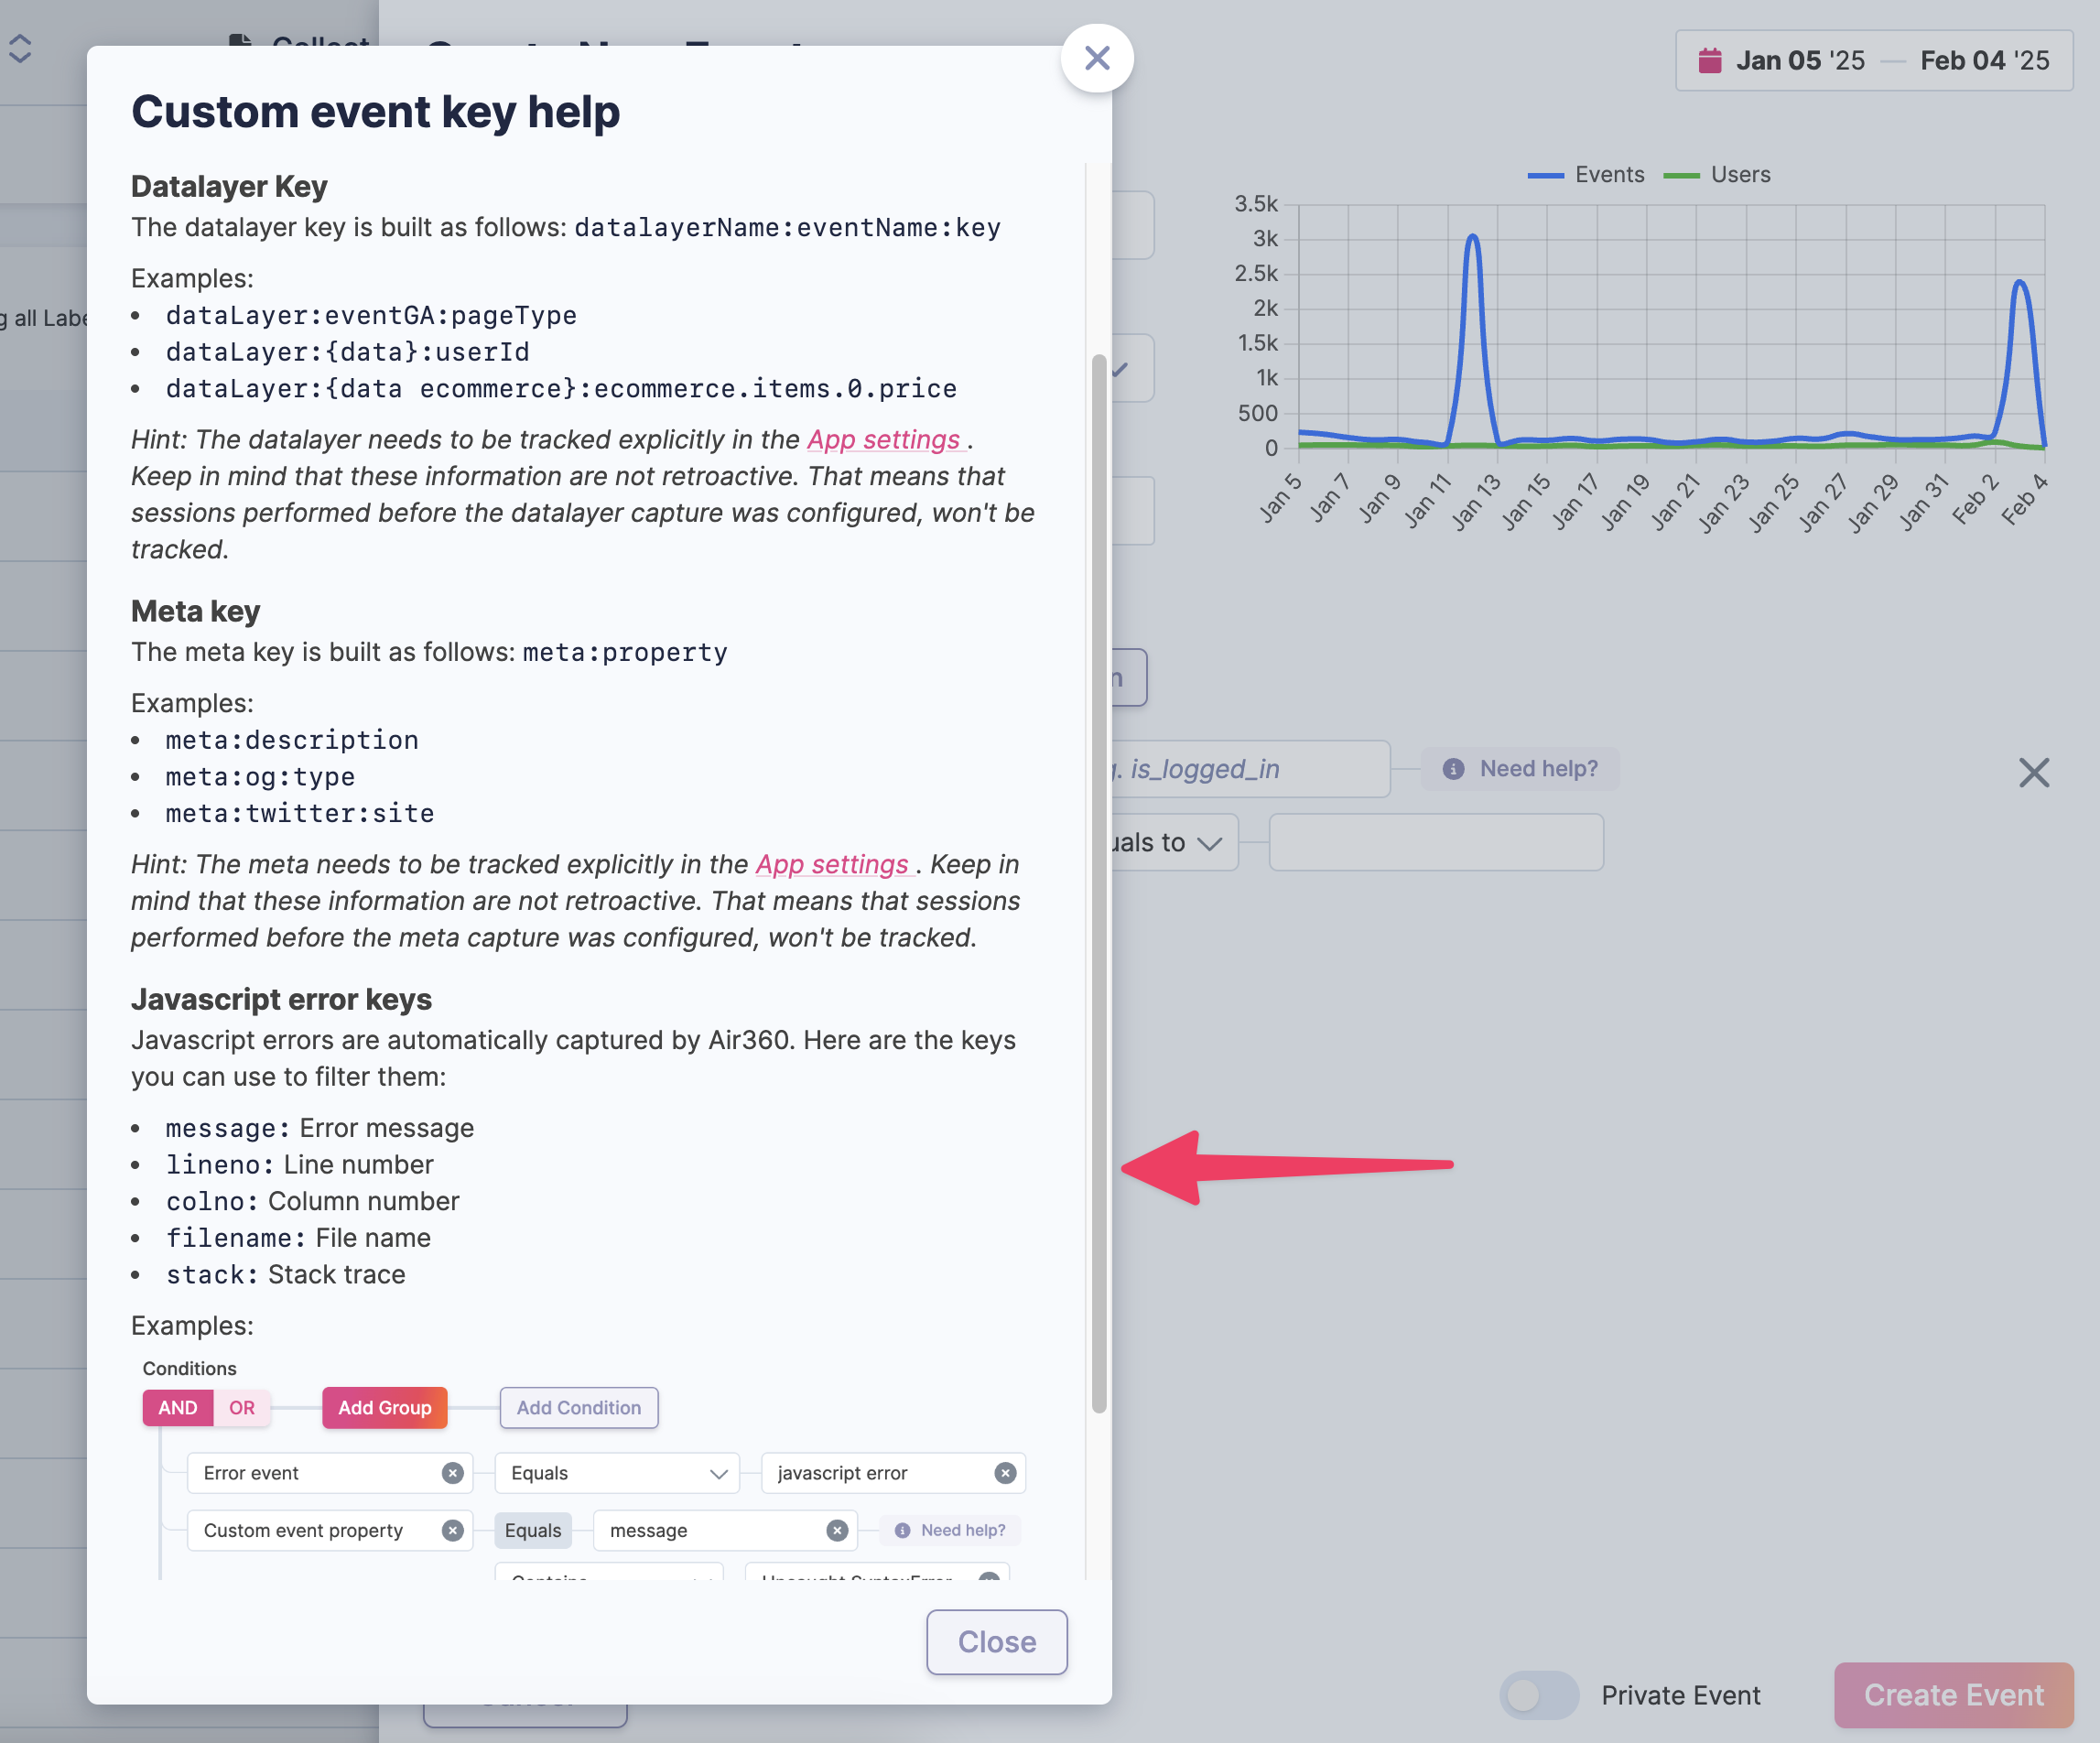 Custom event key help
Datalayer Key
The datalayer key is built as follows: datalayerName:eventName:key
Examples:
• dataLayer:eventGA:pageType
• dataLayer:{data}:userId
• dataLayer:{data ecommerce}:ecommerce.items.0.price
Hint: The datalayer needs to be tracked explicitly in the App settings .
Keep in mind that these information are not retroactive. That means that
sessions performed before the datalayer capture was configured, won't be
tracked.
Meta key
The meta key is built as follows: meta:property
Examples:
• meta:description
• meta:og:type
• meta:twitter:site
Hint: The meta needs to be tracked explicitly in the App settings . Keep in
mind that these information are not retroactive. That means that sessions
performed before the meta capture was configured, won't be tracked.
Javascript error keys
Javascript errors are automatically captured by Air360. Here are the keys
you can use to filter them:
• message: Error message
• lineno: Line number
• colno: Column number
• filename: File name
• stack: Stack trace
Examples:
Conditions
AND OR Add Group Add Condition
Error event Equals javascript error
Custom event property Equals message Need help?
Contains Uncaught SyntaxError
Close
g all Labe
Jan 05 '25 — Feb 04 '25
Events Users
3.5k
3k
2.5k
2k
1.5k
1k
500
0
Jan 5 Jan 7 Jan 9 Jan 11 Jan 13 Jan 15 Jan 17 Jan 19 Jan 21 Jan 23 Jan 25 Jan 27 Jan 29 Jan 31 Feb 2 Feb 4
n
g. is_logged_in Need help?
uals to
Private Event Create Event